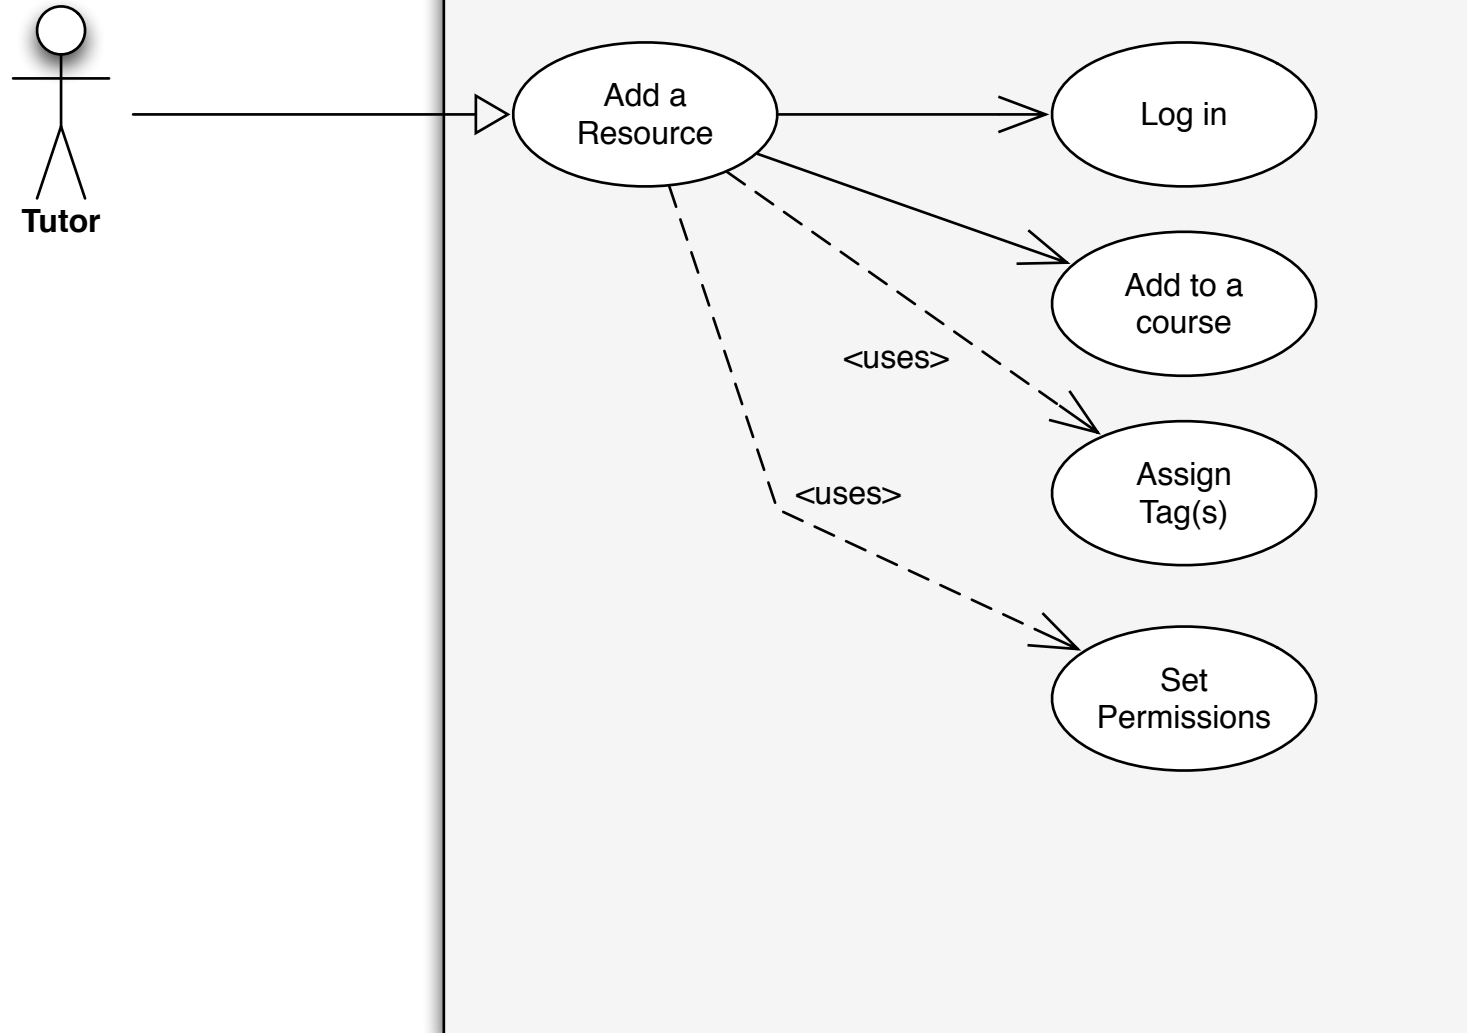 Add a
Resource
Log in
Tutor
Add to a
course
<uses>
Assign
Tag(s)
<uses>
Set
Permissions